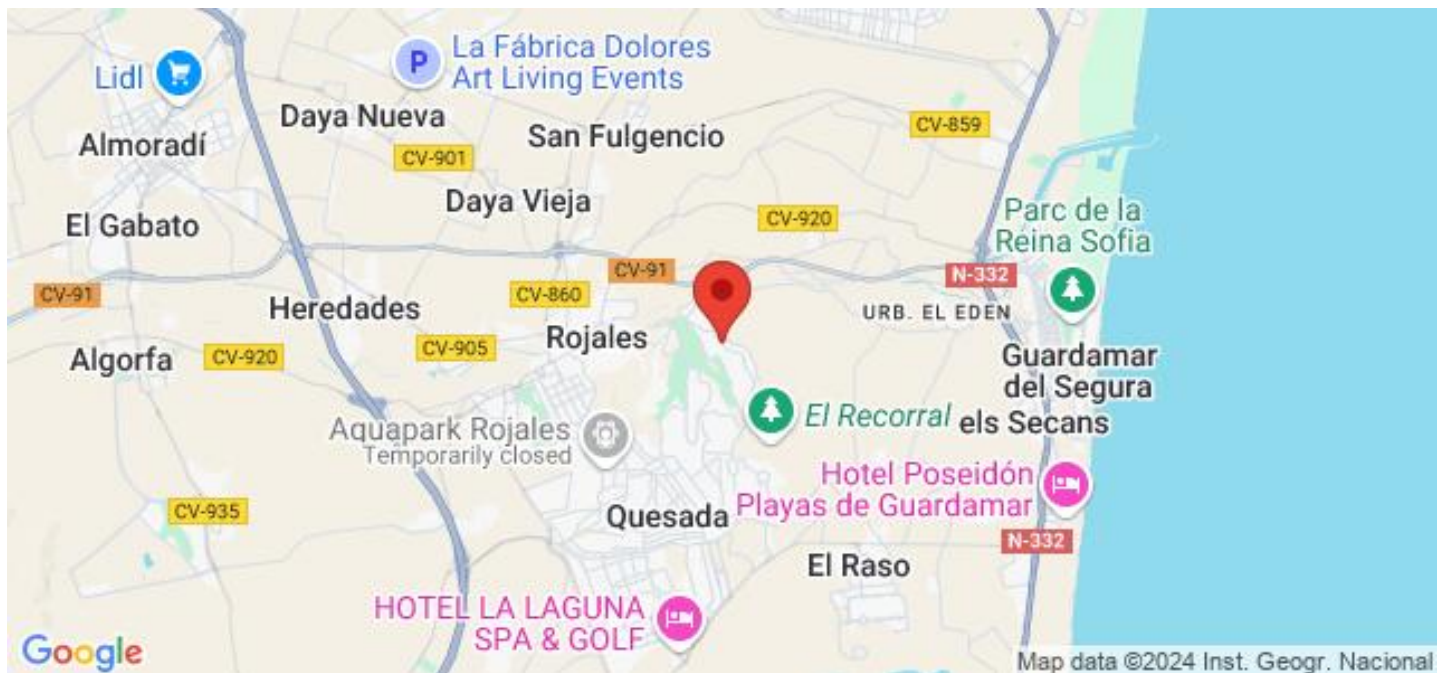 La Fábrica Dolores
Art Living Events
P
Lidl
Daya Nueva
Almoradí
San Fulgencio
CV-859
CV-901
Daya Vieja
El Gabato
CV-920
Parc de la
Reina Sofia
CV-91
N-332
CV-91
CV-860
Heredades
URB. EL EDEN
Rojales
Algorfa
CV-920
CV-905
Guardamar
del Segura
El Recorral
els Secans
Aquapark Rojales
Temporarily closed
Hotel Poseidón
Playas de Guardamar
CV-935
Quesada
N-332
El Raso
HOTEL LA LAGUNA
SPA & GOLF
Google
Map data ©2024 Inst. Geogr. Nacional